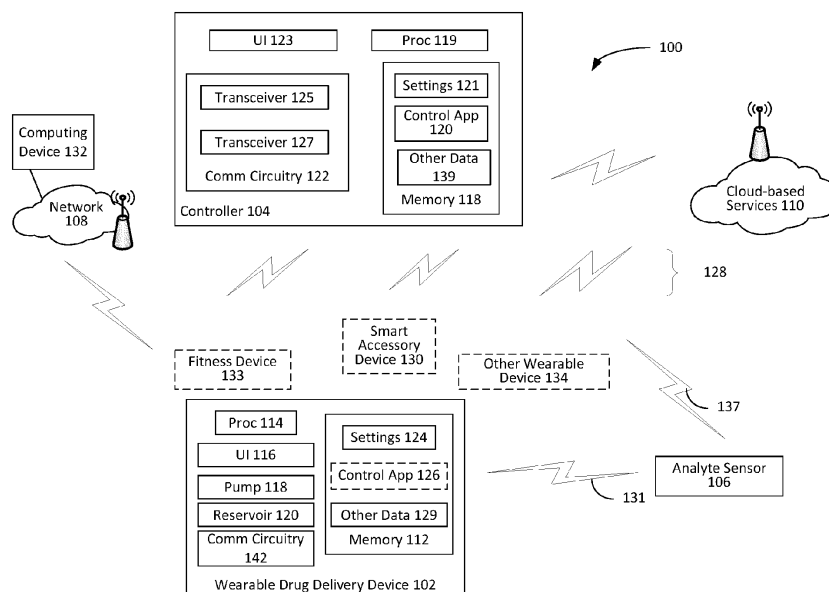 UI 123
Proc 119
100
Transceiver 125
Transceiver 127
Comm Circuitry 122
Settings 121
Control App
120
Other Data
139
Memory 118
Controller 104
Computing
Device 132
Network
108
Cloud-based
Services 110
128
Smart
Accessory
Device 130
Fitness Device
133
Other Wearable
Device 134
137
Proc 114
UI 116
Pump 118
Reservoir 120
Comm Circuitry
142
Settings 124
Control App 126
Other Data 129
Memory 112
131
Analyte Sensor
106
Wearable Drug Delivery Device 102